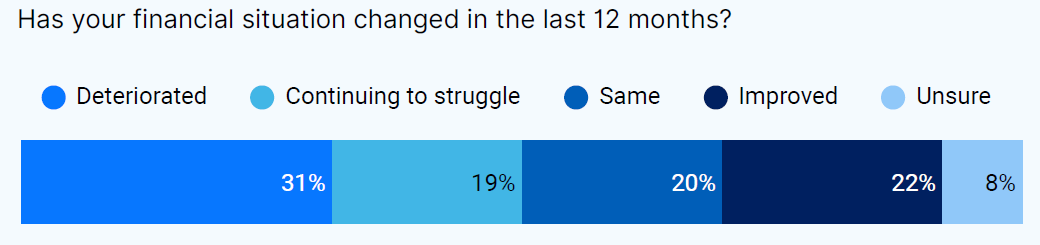 Has your financial situation changed in the last 12 months?
Deteriorated Continuing to struggle Same Improved Unsure
31% 19% 20% 22% 8%